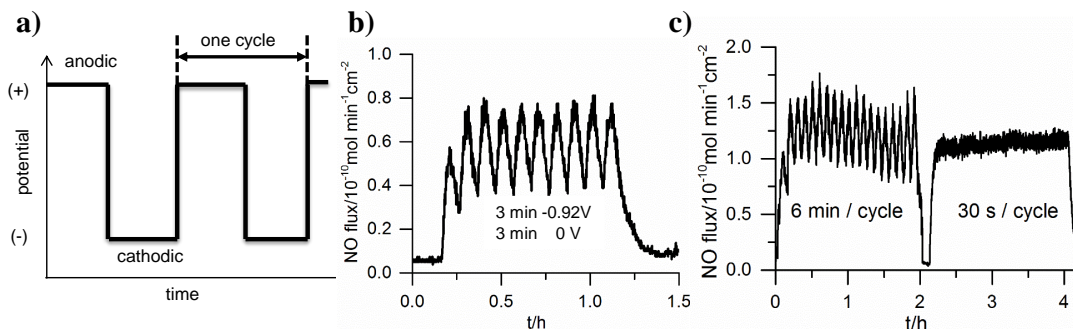 a)
one cycle
anodic
(+)
potential
(-)
cathodic
time
b)
1.0
0.8
0.6
0.4
0.2
0.0
NO flux/10⁻¹⁰mol min⁻¹cm⁻²
3 min -0.92V
3 min 0 V
0.0 0.5 1.0 1.5
t/h
c)
2.0
1.5
1.0
0.5
0.0
NO flux/10⁻¹⁰mol min⁻¹cm⁻²
6 min / cycle 30 s / cycle
0 1 2 3 4
t/h